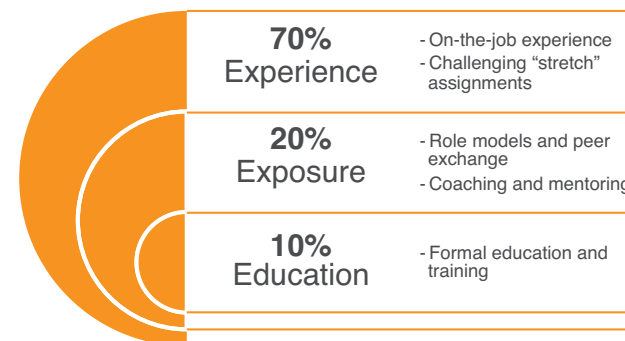 70%
Experience
- On-the-job experience
- Challenging “stretch”
assignments
20%
Exposure
- Role models and peer
exchange
- Coaching and mentoring
10%
Education
- Formal education and
training